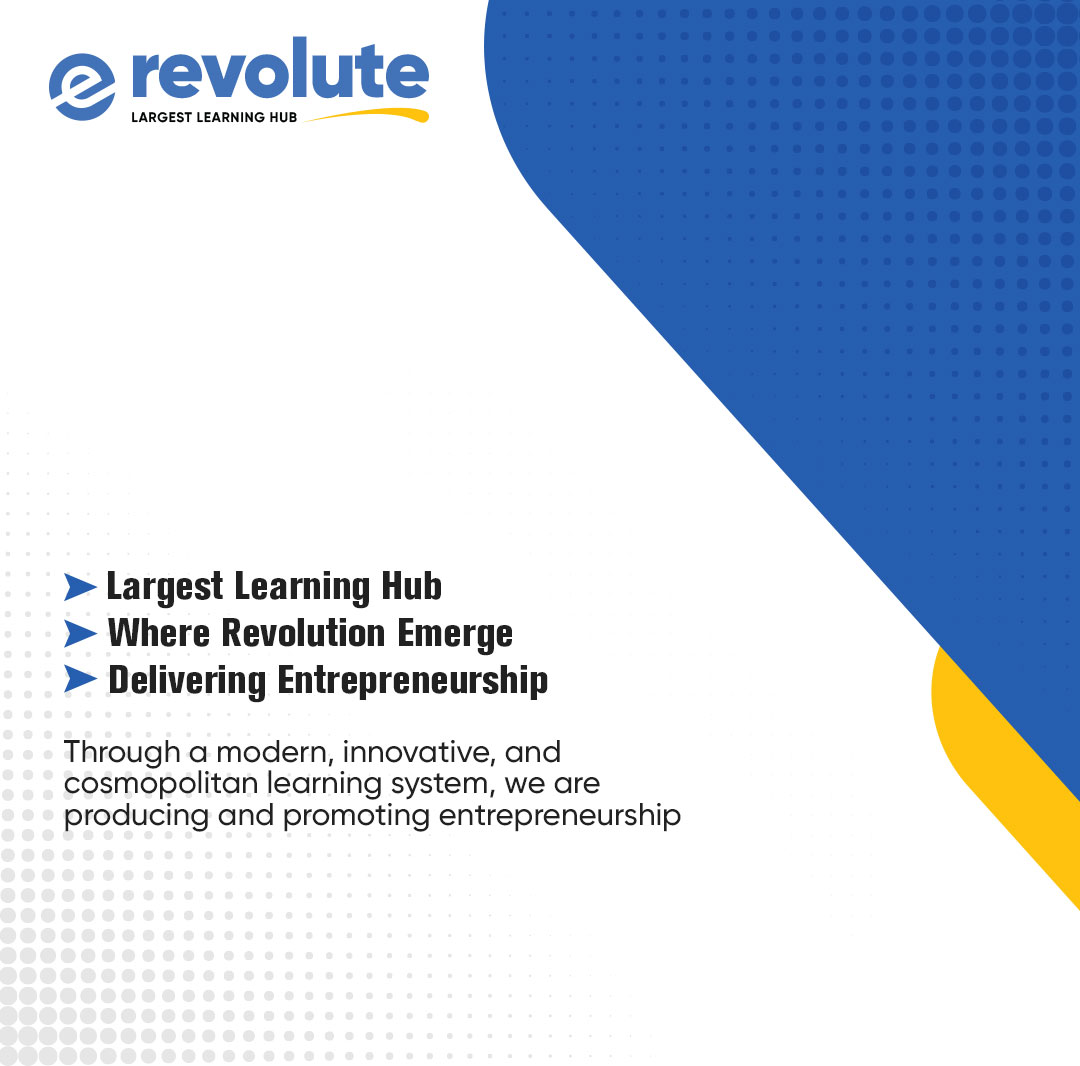 e revolute
LARGEST LEARNING HUB
Largest Learning Hub
Where Revolution Emerge
Delivering Entrepreneurship
Through a modern, innovative, and
cosmopolitan learning system, we are
producing and promoting entrepreneurship